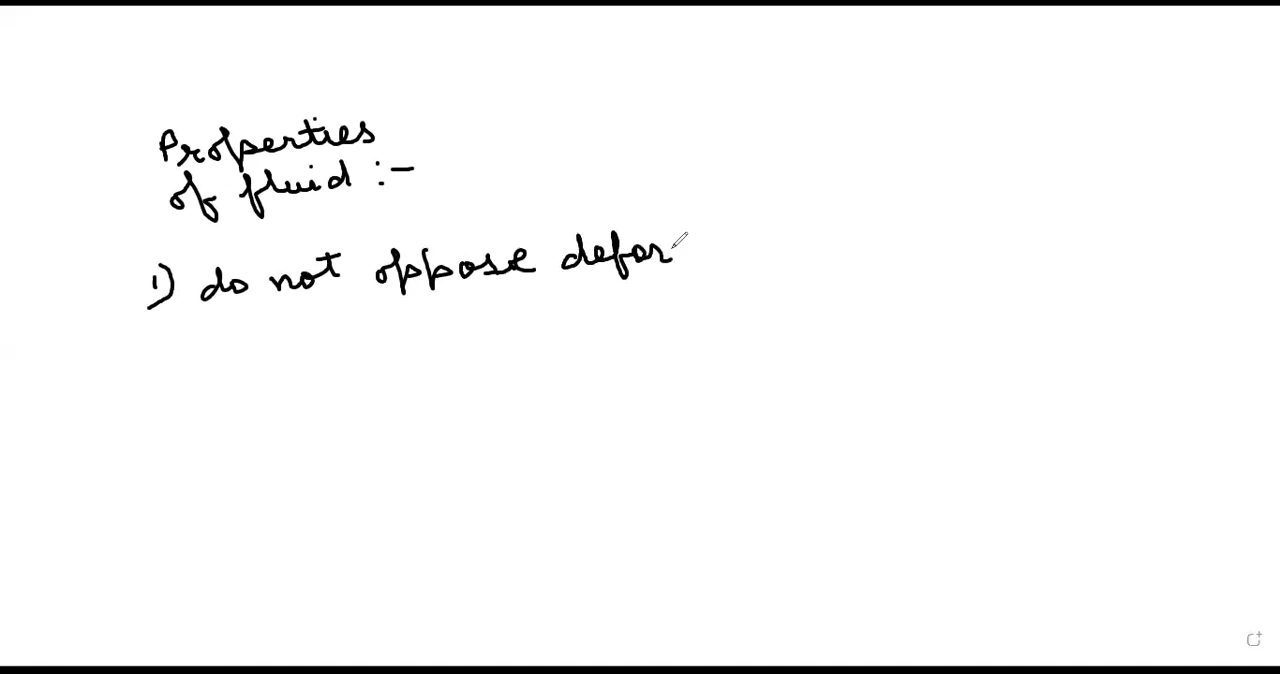 Properties
of fluid :-
1) do not oppose defor